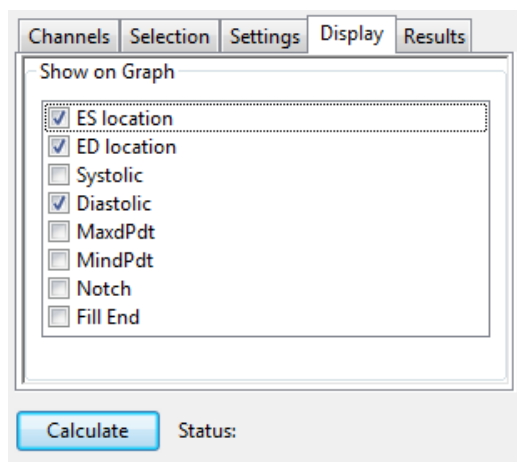 Channels Selection Settings Display Results
Show on Graph
ES location
ED location
Systolic
Diastolic
MaxdPdt
MindPdt
Notch
Fill End
Calculate Status: